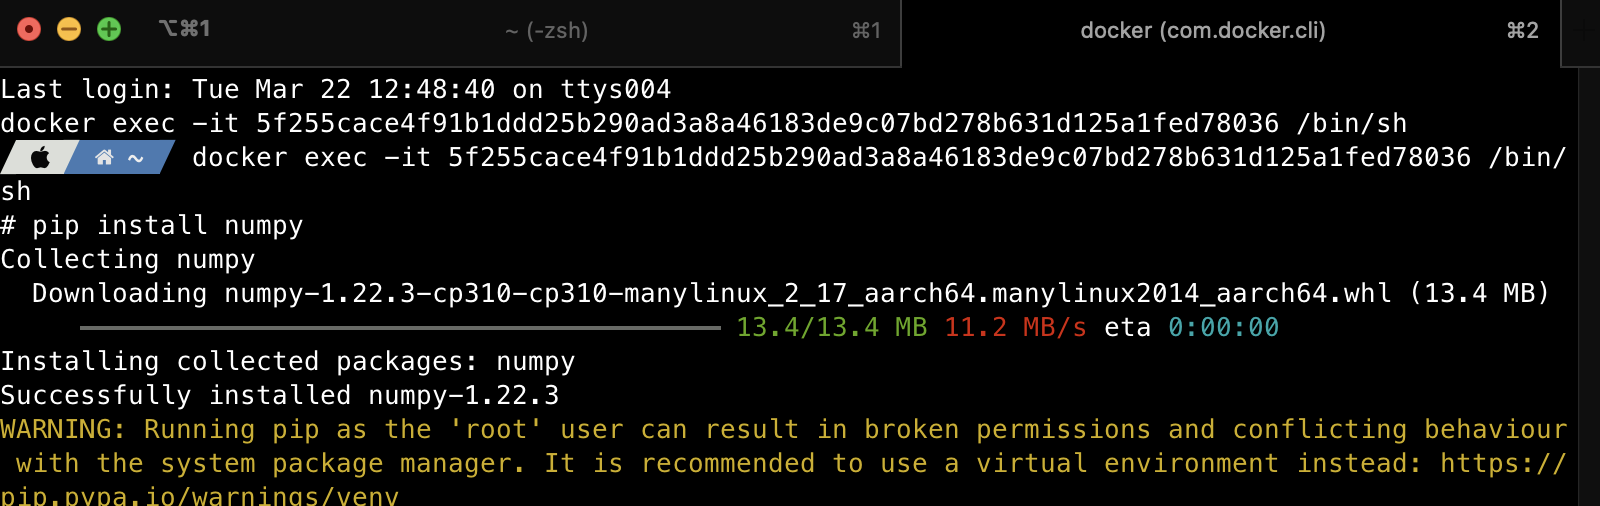 ⌥⌘1 ~ (-zsh) ⌘1 docker (com.docker.cli) ⌘2
Last login: Tue Mar 22 12:48:40 on ttys004
docker exec -it 5f255cace4f91b1ddd25b290ad3a8a46183de9c07bd278b631d125a1fed78036 /bin/sh
~ docker exec -it 5f255cace4f91b1ddd25b290ad3a8a46183de9c07bd278b631d125a1fed78036 /bin/
sh
# pip install numpy
Collecting numpy
  Downloading numpy-1.22.3-cp310-cp310-manylinux_2_17_aarch64.manylinux2014_aarch64.whl (13.4 MB)
13.4/13.4 MB 11.2 MB/s eta 0:00:00
Installing collected packages: numpy
Successfully installed numpy-1.22.3
WARNING: Running pip as the 'root' user can result in broken permissions and conflicting behaviour
 with the system package manager. It is recommended to use a virtual environment instead: https://
pip.pypa.io/warnings/venv